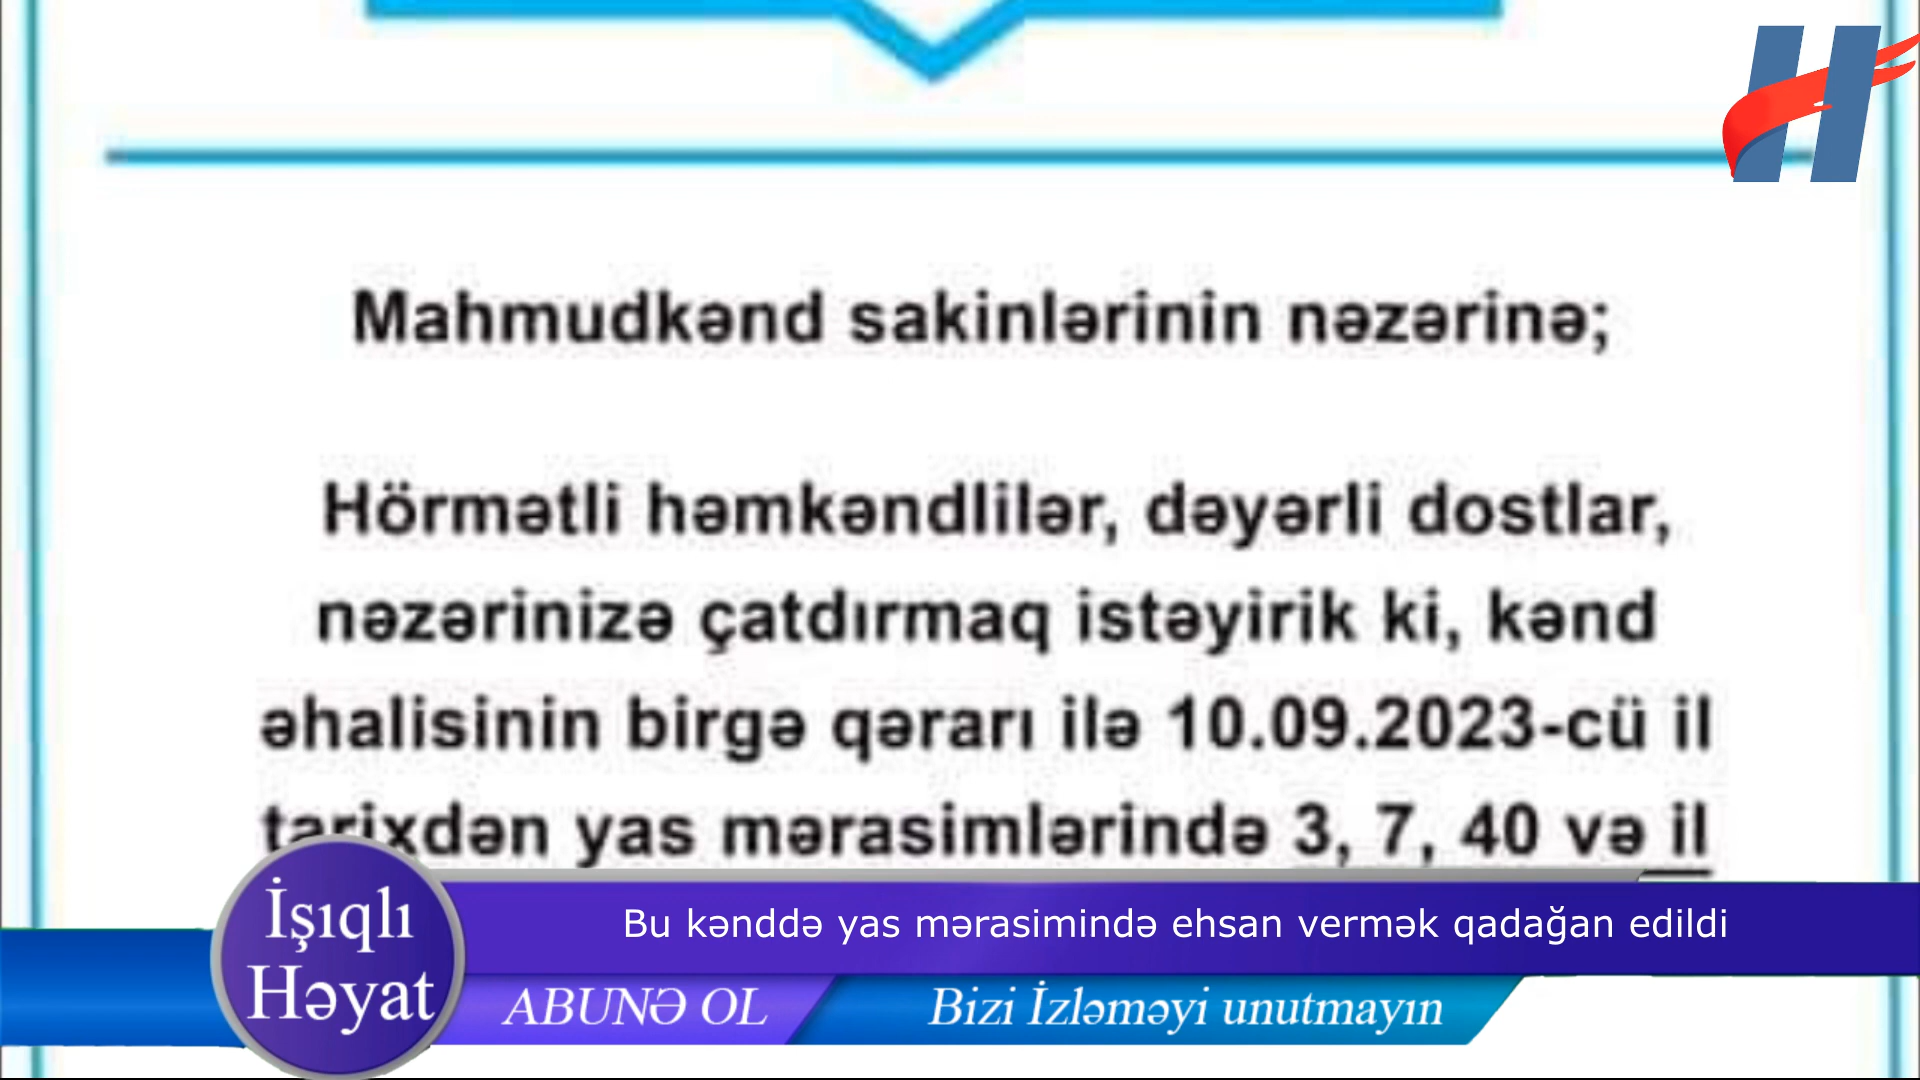 Mahmudkənd sakinlərinin nəzərinə;
Hörmətli həmkəndlilər, dəyərli dostlar,
nəzərinizə çatdırmaq istəyirik ki, kənd
əhalisinin birgə qərarı ilə 10.09.2023-cü il
tarixdən yas mərasimlərində 3, 7, 40 və il
İşıqlı
Həyat
Bu kənddə yas mərasimində ehsan vermək qadağan edildi
ABUNƏ OL
Bizi İzləməyi unutmayın